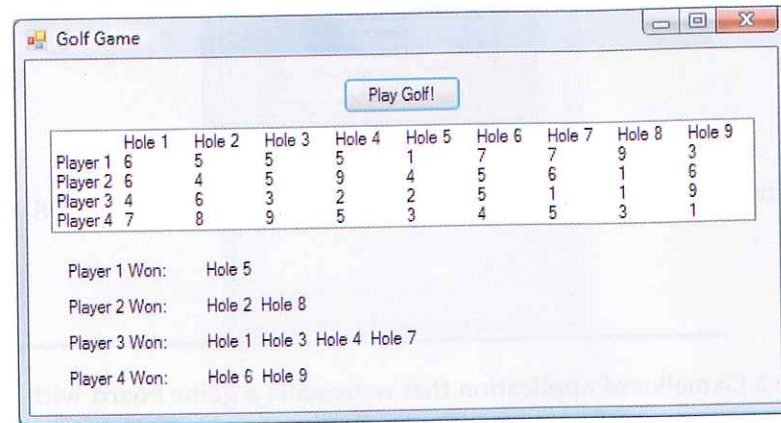 Golf Game
Play Golf!
Hole 1 Hole 2 Hole 3 Hole 4 Hole 5 Hole 6 Hole 7 Hole 8 Hole 9
Player 1 6 5 5 5 1 7 7 9 3
Player 2 6 4 5 9 4 5 6 1 6
Player 3 4 6 3 2 2 5 1 1 9
Player 4 7 8 9 5 3 4 5 3 1
Player 1 Won: Hole 5
Player 2 Won: Hole 2 Hole 8
Player 3 Won: Hole 1 Hole 3 Hole 4 Hole 7
Player 4 Won: Hole 6 Hole 9